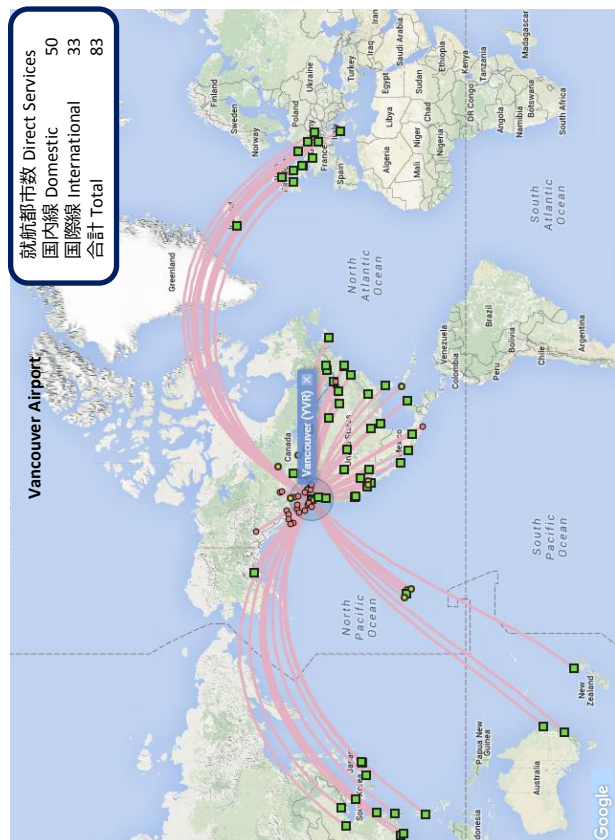 Vancouver Airport
就航都市数 Direct Services
国内線 Domestic 50
国際線 International 33
合計 Total 83
Vancouver (YVR) ×
Greenland
Canada
United States
Mexico
Venezuela
Colombia
Peru
Brazil
Bolivia
Chile
Argentina
North
Atlantic
Ocean
South
Atlantic
Ocean
North
Pacific
Ocean
South
Pacific
Ocean
Finland
Sweden
Norway
Poland
Ukraine
France
Italy
Spain
Turkey
Iraq
Iran
Saudi Arabia
Egypt
Libya
Algeria
Mali
Niger
Chad
Sudan
Ethiopia
Nigeria
DR Congo
Kenya
Tanzania
Angola
Namibia
Botswana
Madagascar
South Africa
Japan
South Korea
Papua New
Guinea
Australia
New
Zealand